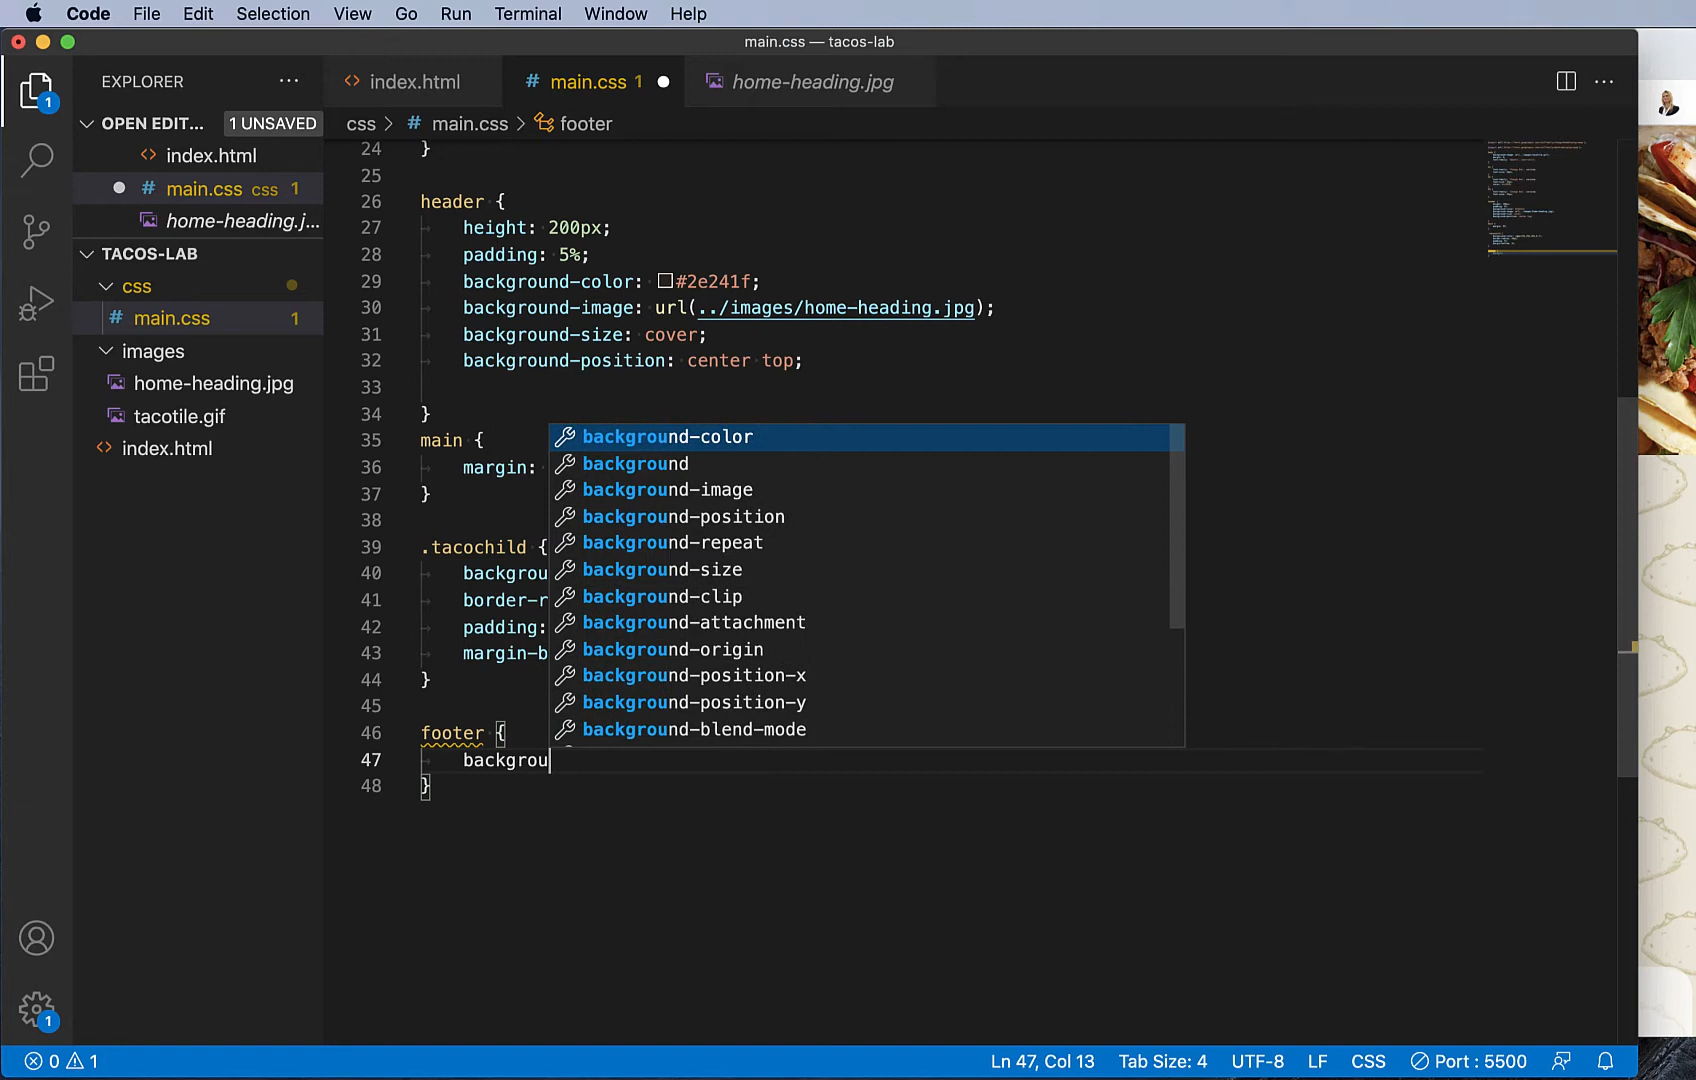 Code File Edit Selection View Go Run Terminal Window Help
main.css — tacos-lab
EXPLORER ···
<> index.html
# main.css 1
home-heading.jpg
OPEN EDIT... 1 UNSAVED
<> index.html
# main.css css 1
home-heading.j...
TACOS-LAB
css
# main.css 1
images
home-heading.jpg
tacotile.gif
<> index.html
1
1
css > # main.css > footer
24 }
25
26 header {
27 height: 200px;
28 padding: 5%;
29 background-color: #2e241f;
30 background-image: url(../images/home-heading.jpg);
31 background-size: cover;
32 background-position: center top;
33
34 }
35 main {
36 margin:
37 }
38
39 .tacochild {
40 backgrou
41 border-r
42 padding:
43 margin-b
44 }
45
46 footer {
47 backgrou
48 }
background-color
background
background-image
background-position
background-repeat
background-size
background-clip
background-attachment
background-origin
background-position-x
background-position-y
background-blend-mode
0 1 Ln 47, Col 13 Tab Size: 4 UTF-8 LF CSS Port : 5500